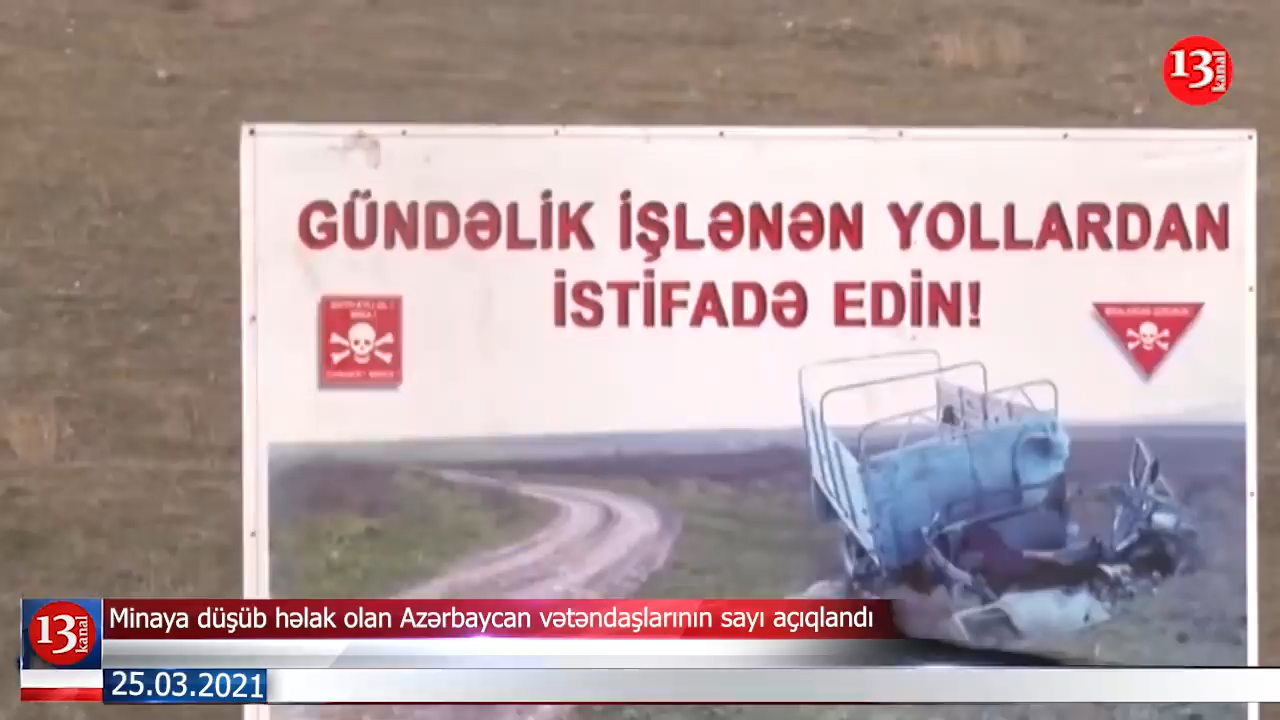 13 kanal
GÜNDƏLİK İŞLƏNƏN YOLLARDAN
İSTİFADƏ EDİN!
13 kanal
Minaya düşüb həlak olan Azərbaycan vətəndaşlarının sayı açıqlandı
25.03.2021